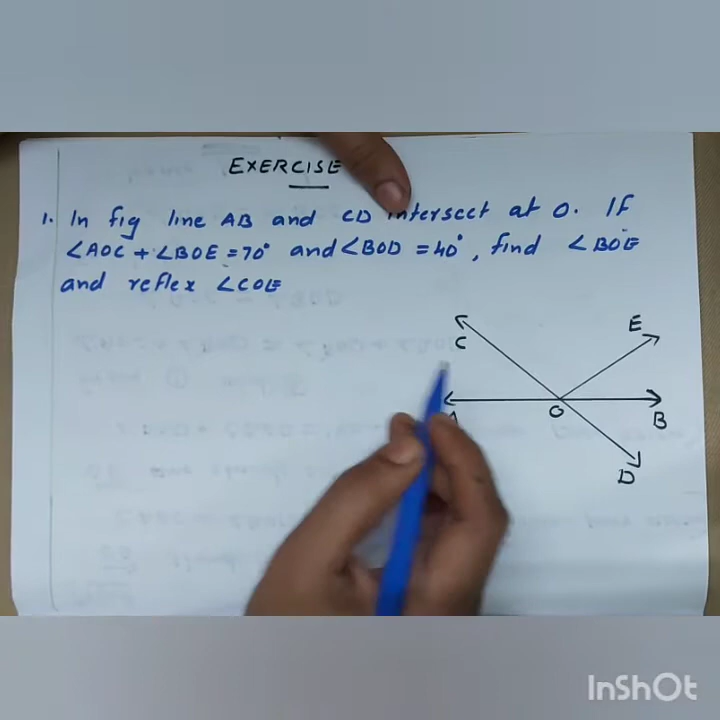 EXERCISE
1. In fig line AB and CD intersect at O. If
∠AOC + ∠BOE = 70° and ∠BOD = 40°, find ∠BOE
and reflex ∠COE
E
C
O
B
D
InShOt